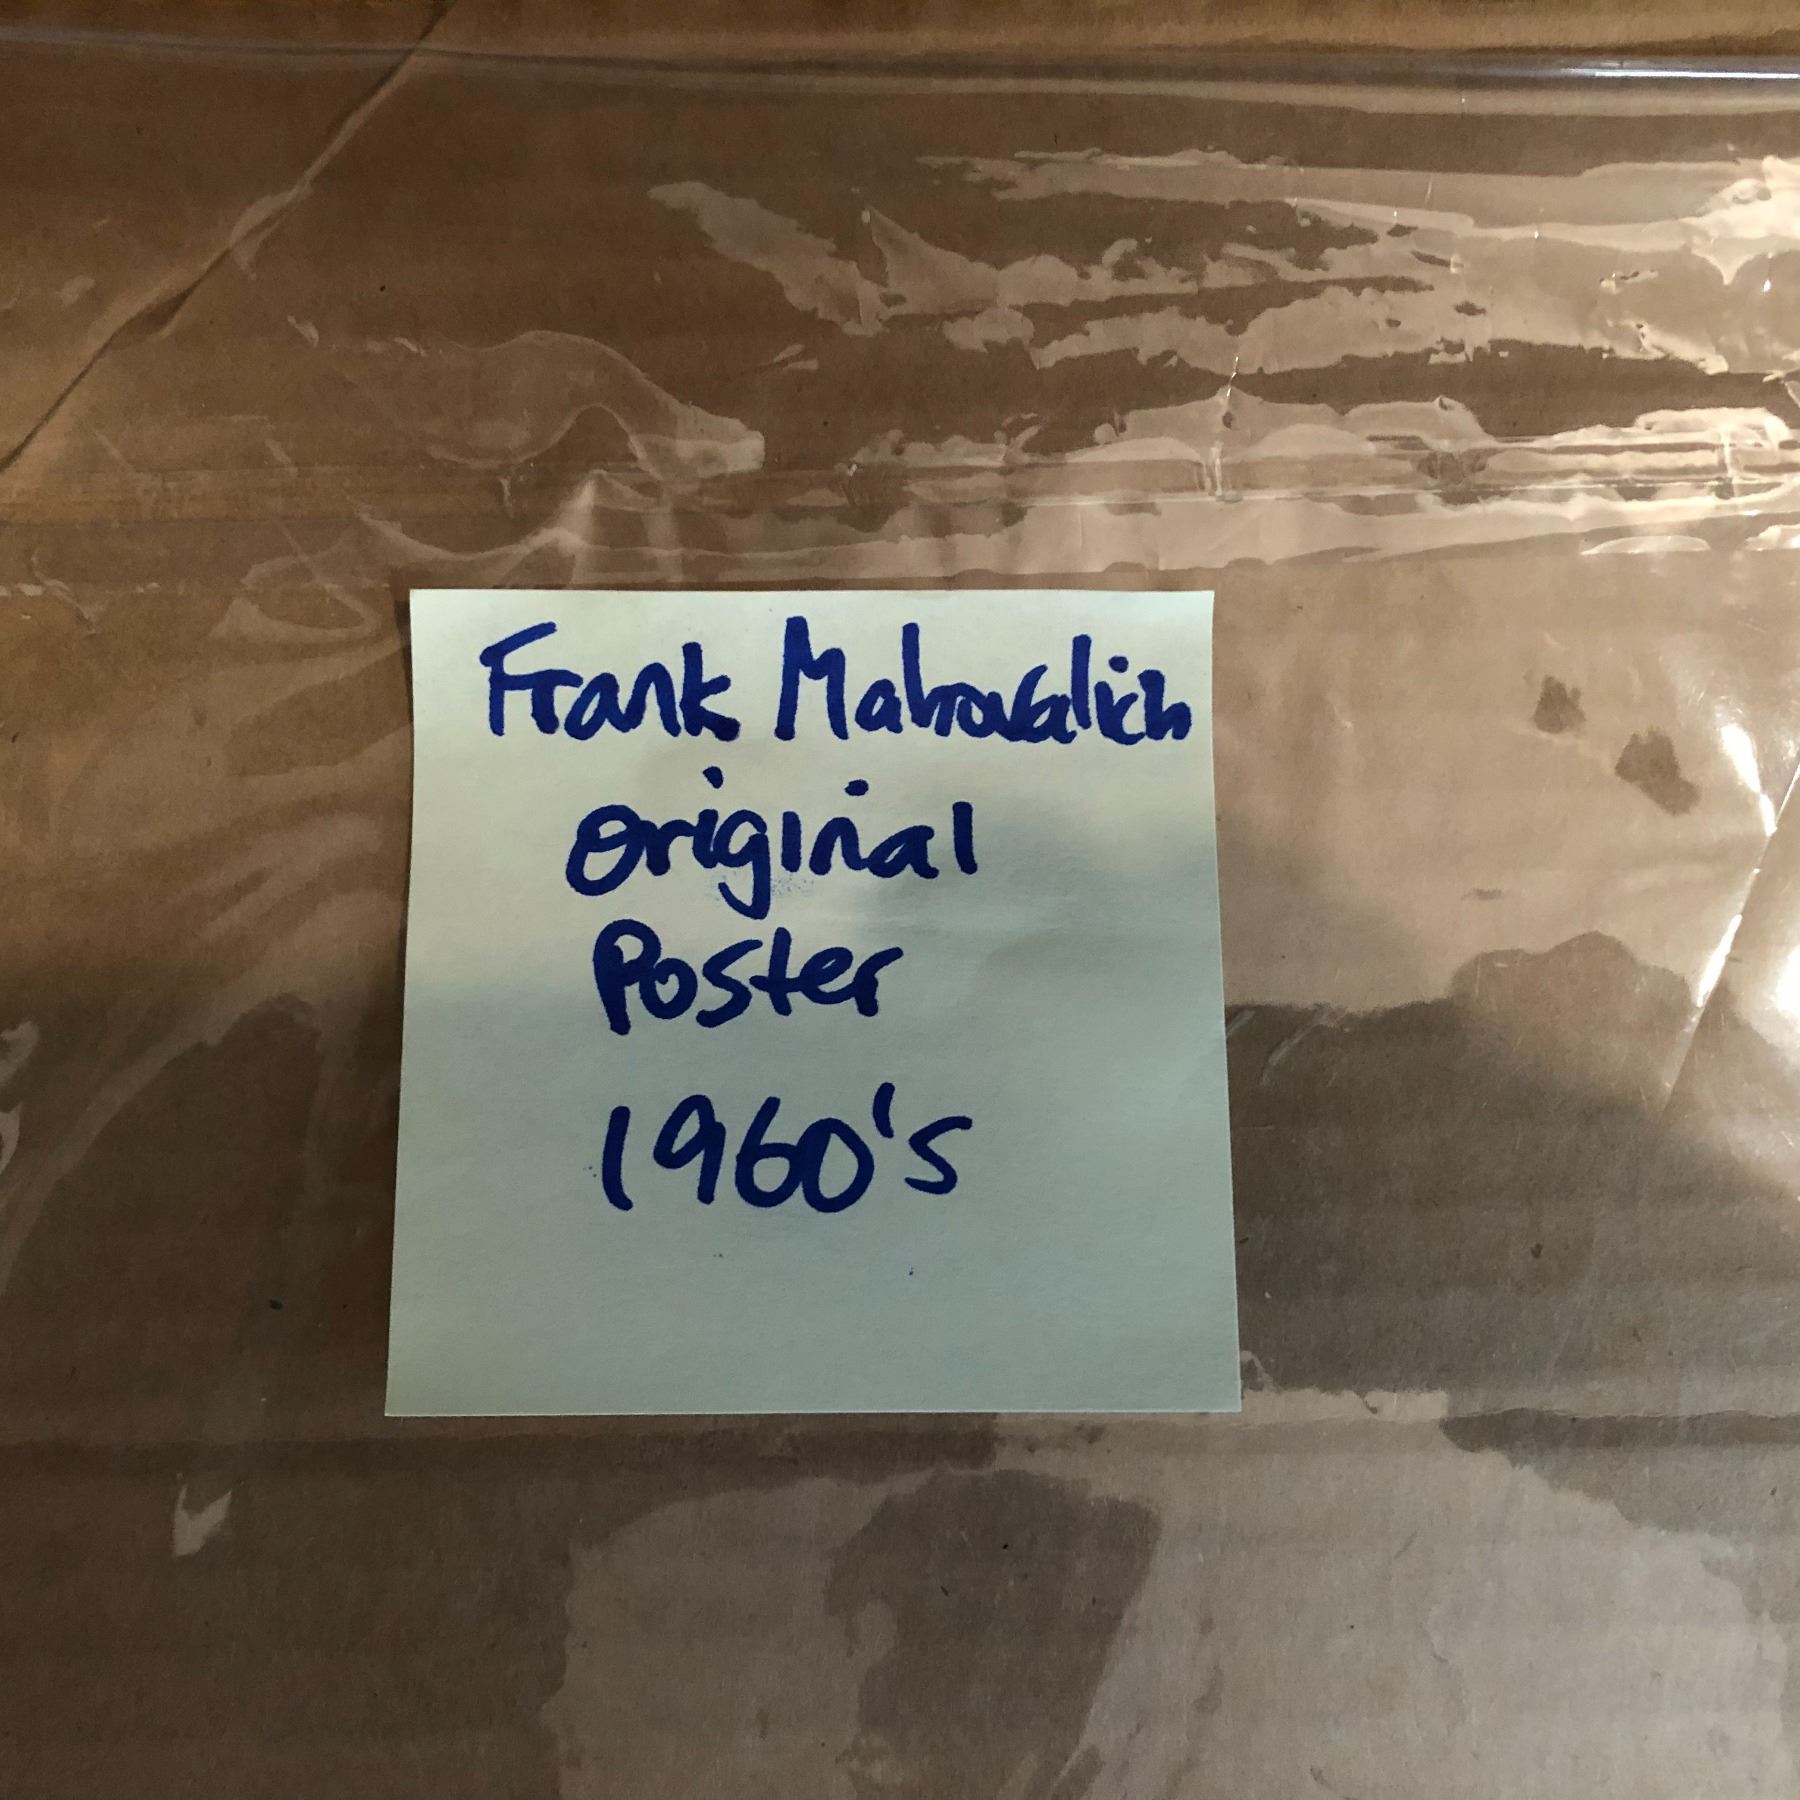 Frank Mahovalich
Original
Poster
1960's